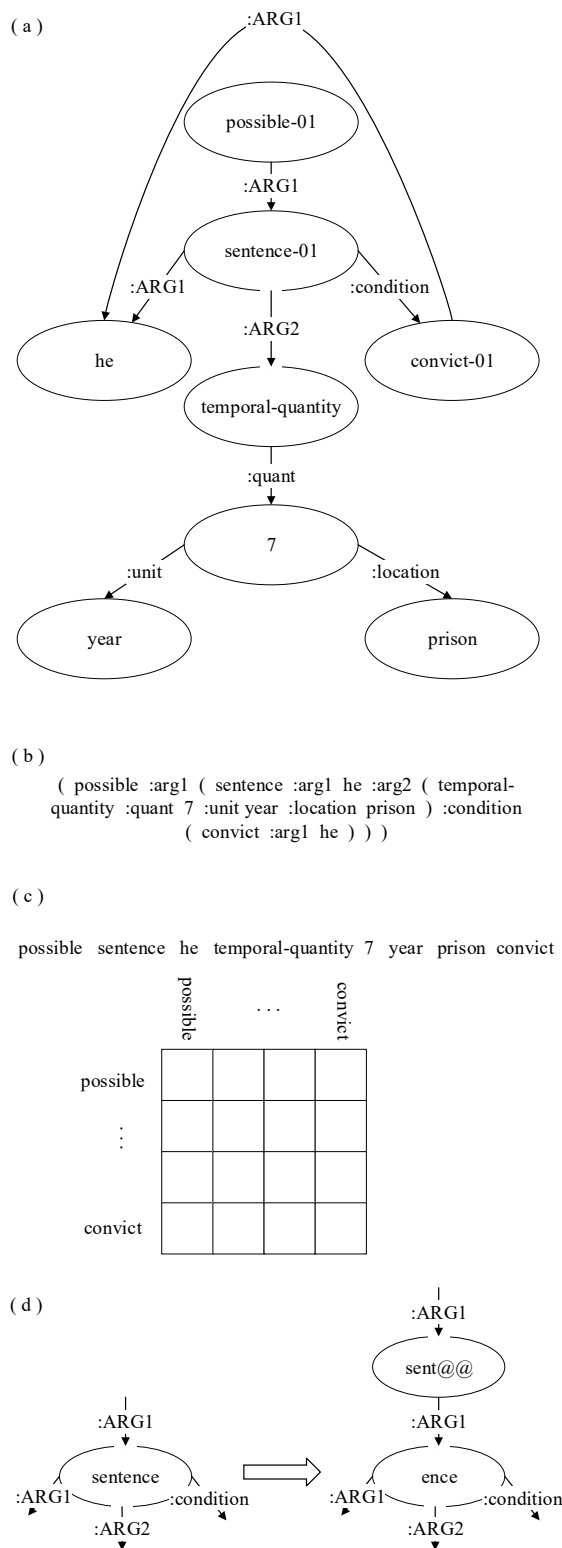 ( a )
:ARG1
possible-01
:ARG1
sentence-01
:ARG1
:condition
:ARG2
he
convict-01
temporal-quantity
:quant
7
:unit
:location
year
prison
( b )
( possible :arg1 ( sentence :arg1 he :arg2 ( temporal-
quantity :quant 7 :unit year :location prison ) :condition
( convict :arg1 he ) ) )
( c )
possible sentence he temporal-quantity 7 year prison convict
possible
. . .
convict
possible
. . .
convict
( d )
:ARG1
sentence
:ARG1
:condition
:ARG2
:ARG1
sent@@
:ARG1
ence
:ARG1
:condition
:ARG2